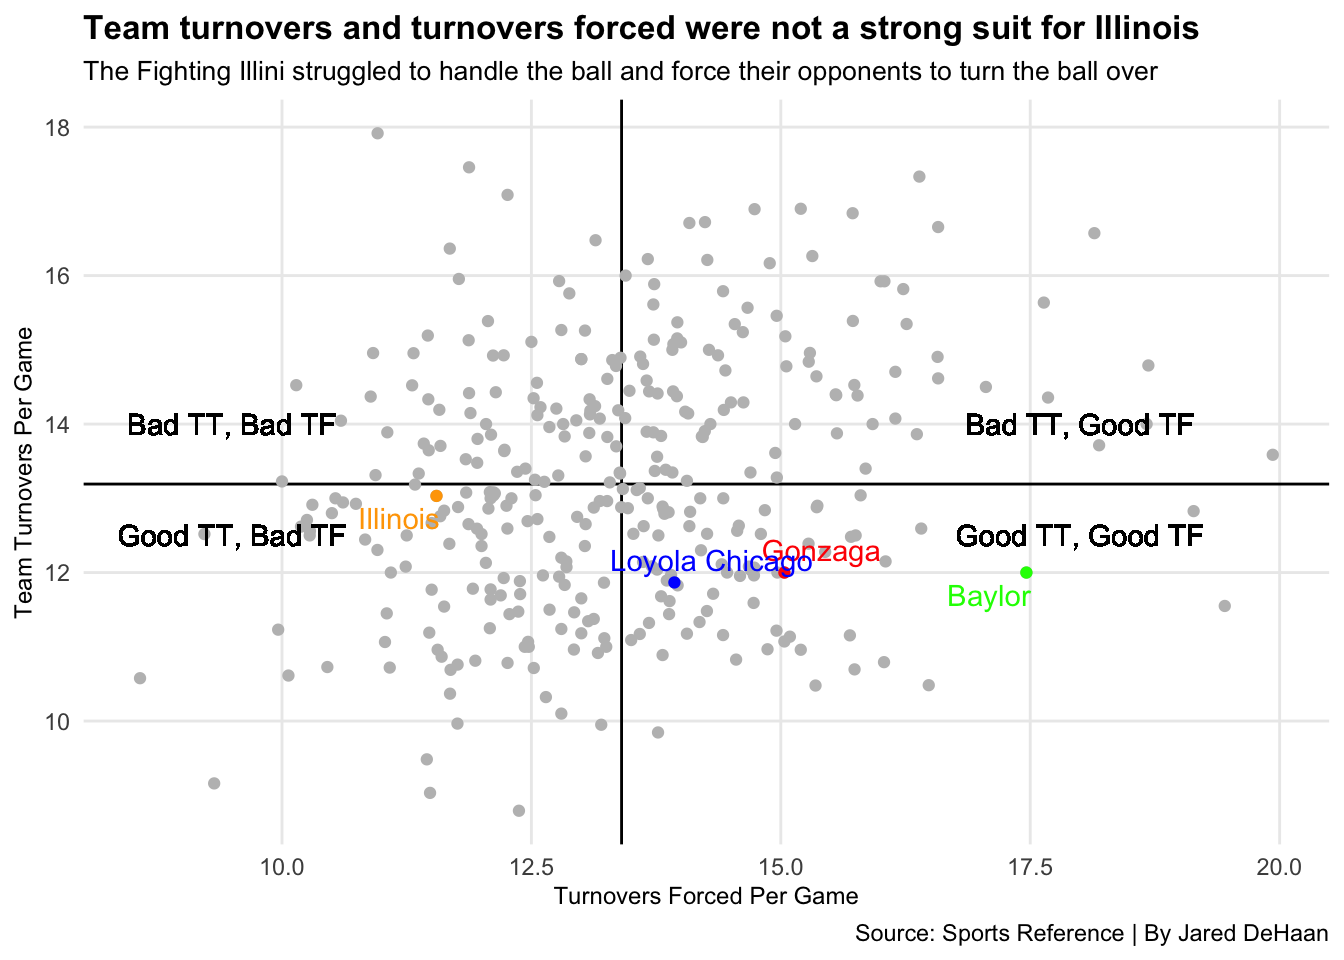 Team turnovers and turnovers forced were not a strong suit for Illinois
The Fighting Illini struggled to handle the ball and force their opponents to turn the ball over
18
16
14
12
10
Team Turnovers Per Game
Bad TT, Bad TF
Bad TT, Good TF
Illinois
Good TT, Bad TF
Good TT, Good TF
Gonzaga
Loyola Chicago
Baylor
10.0
12.5
15.0
17.5
20.0
Turnovers Forced Per Game
Source: Sports Reference | By Jared DeHaan